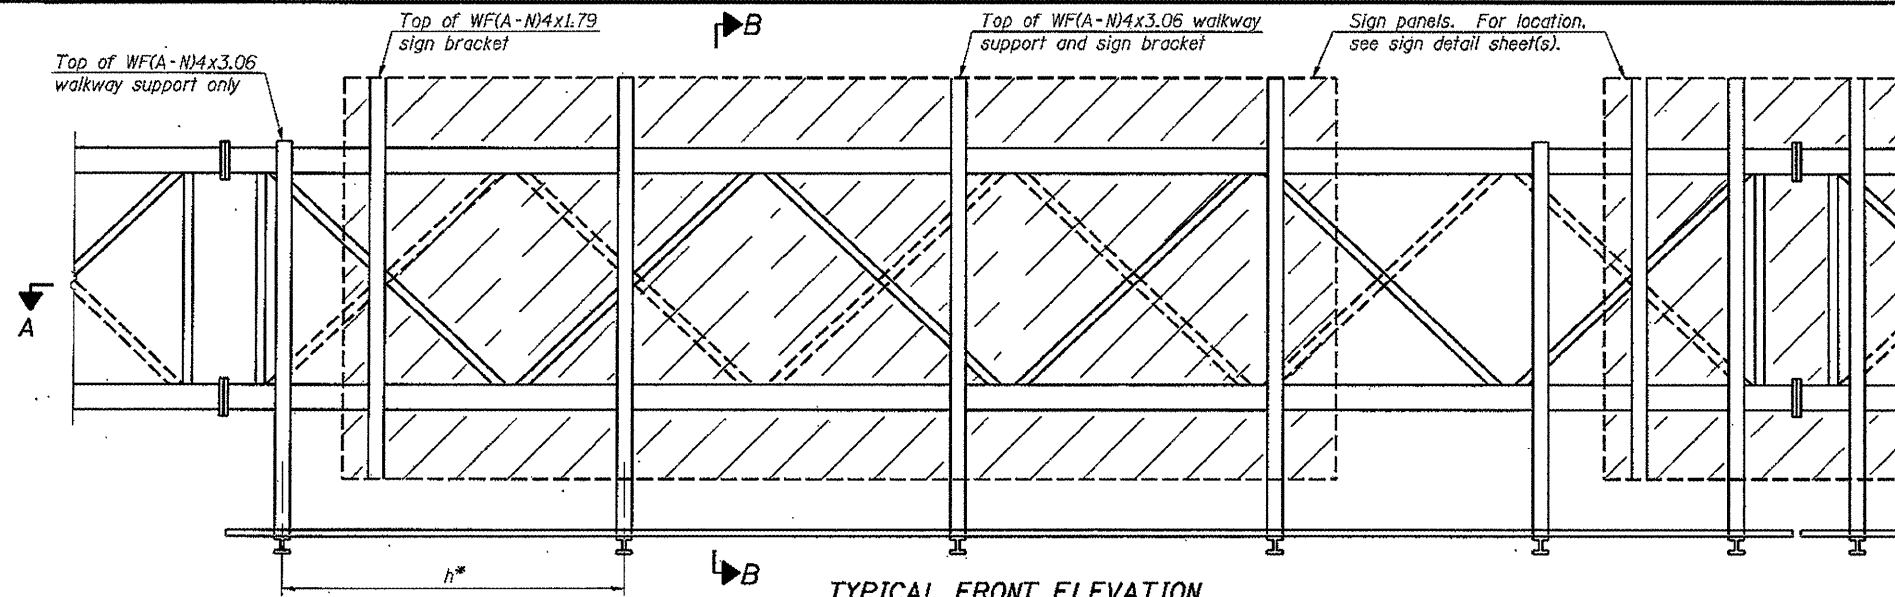 Top of WF(A-N)4x1.79
sign bracket
B
Top of WF(A-N)4x3.06 walkway
support and sign bracket
Sign panels. For location,
see sign detail sheet(s).
Top of WF(A-N)4x3.06
walkway support only
A
h*
B
TYPICAL FRONT ELEVATION